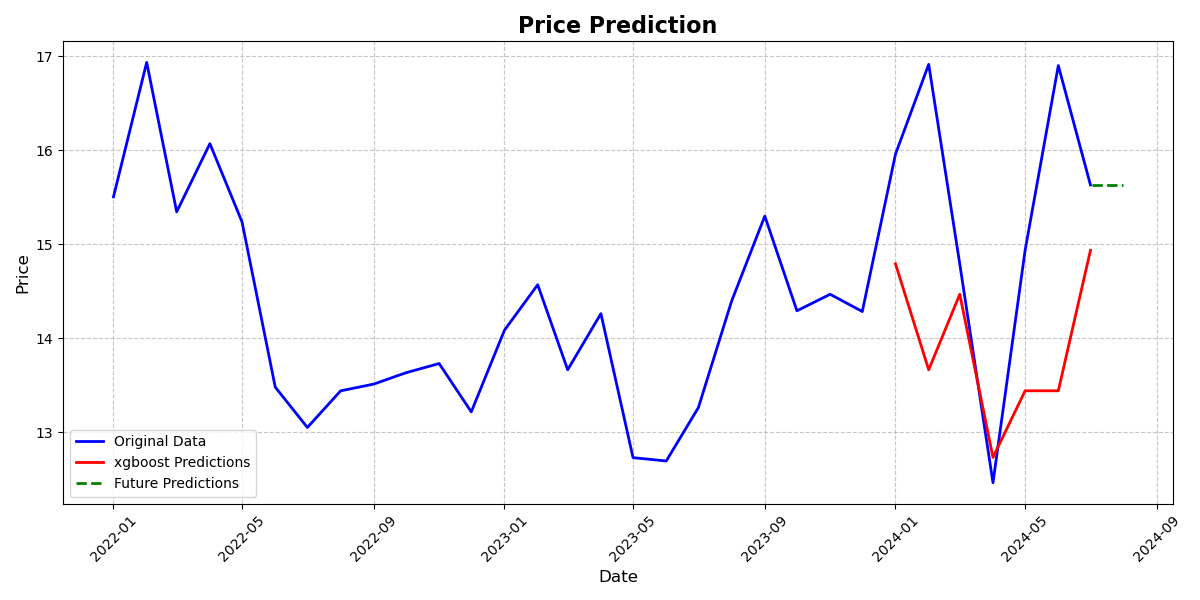 Price Prediction
17
16
15
14
13
Price
Original Data
xgboost Predictions
Future Predictions
2022-01
2022-05
2022-09
2023-01
2023-05
2023-09
2024-01
2024-05
2024-09
Date